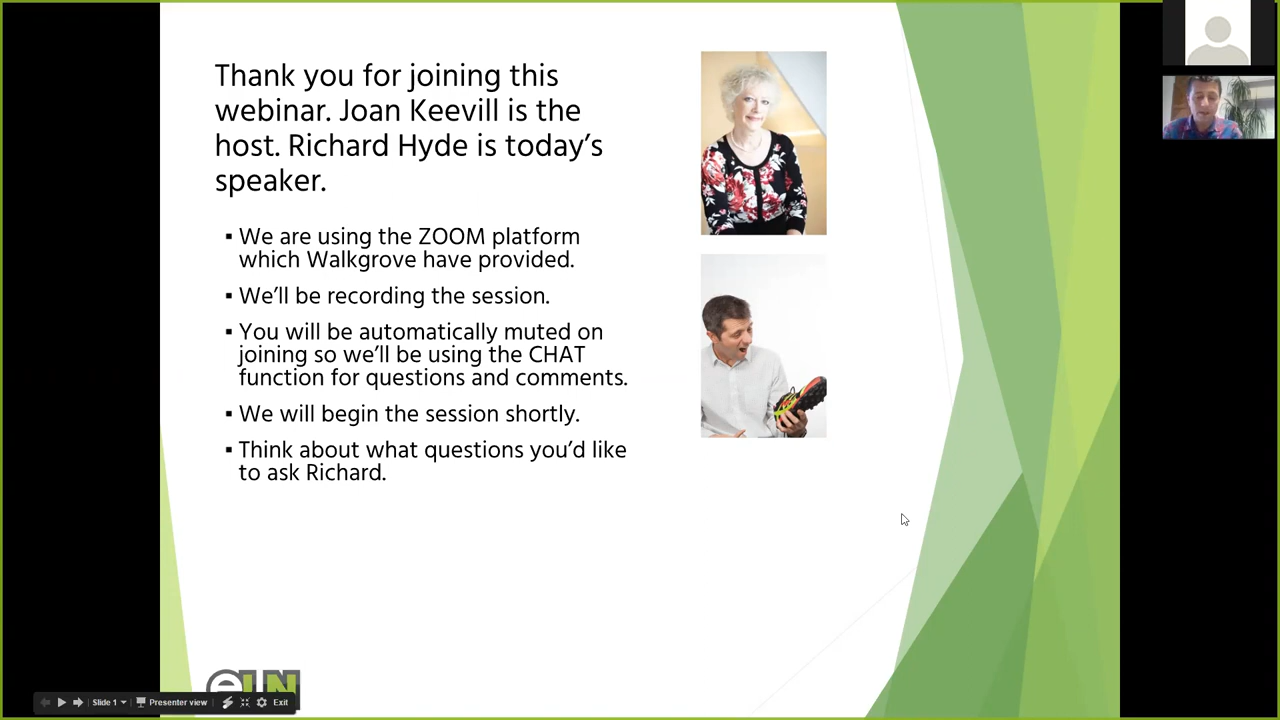 Thank you for joining this
webinar. Joan Keevill is the
host. Richard Hyde is today’s
speaker.
▪ We are using the ZOOM platform
which Walkgrove have provided.
▪ We’ll be recording the session.
▪ You will be automatically muted on
joining so we’ll be using the CHAT
function for questions and comments.
▪ We will begin the session shortly.
▪ Think about what questions you’d like
to ask Richard.
eLN
Slide 1 Presenter view Exit